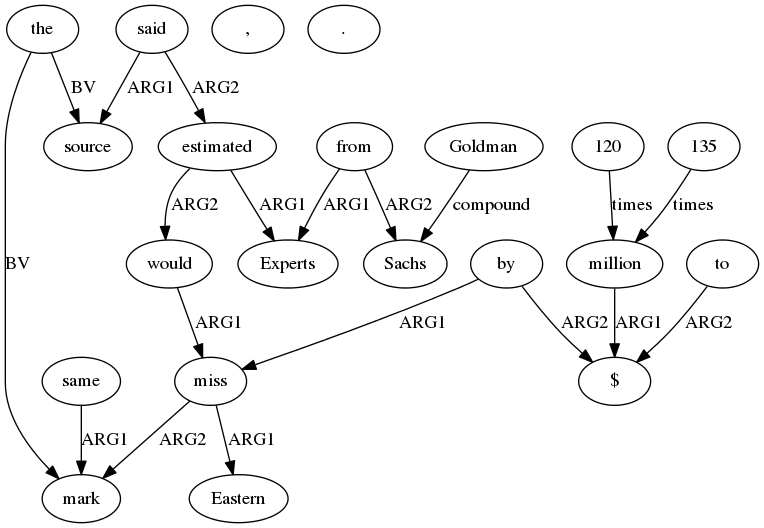 the said , .
BV ARG1 ARG2
source estimated from Goldman 120 135
ARG2 ARG1 ARG1 ARG2 compound times times
BV would Experts Sachs by million to
ARG1 ARG1 ARG2 ARG1 ARG2
same miss $
ARG1 ARG2 ARG1
mark Eastern